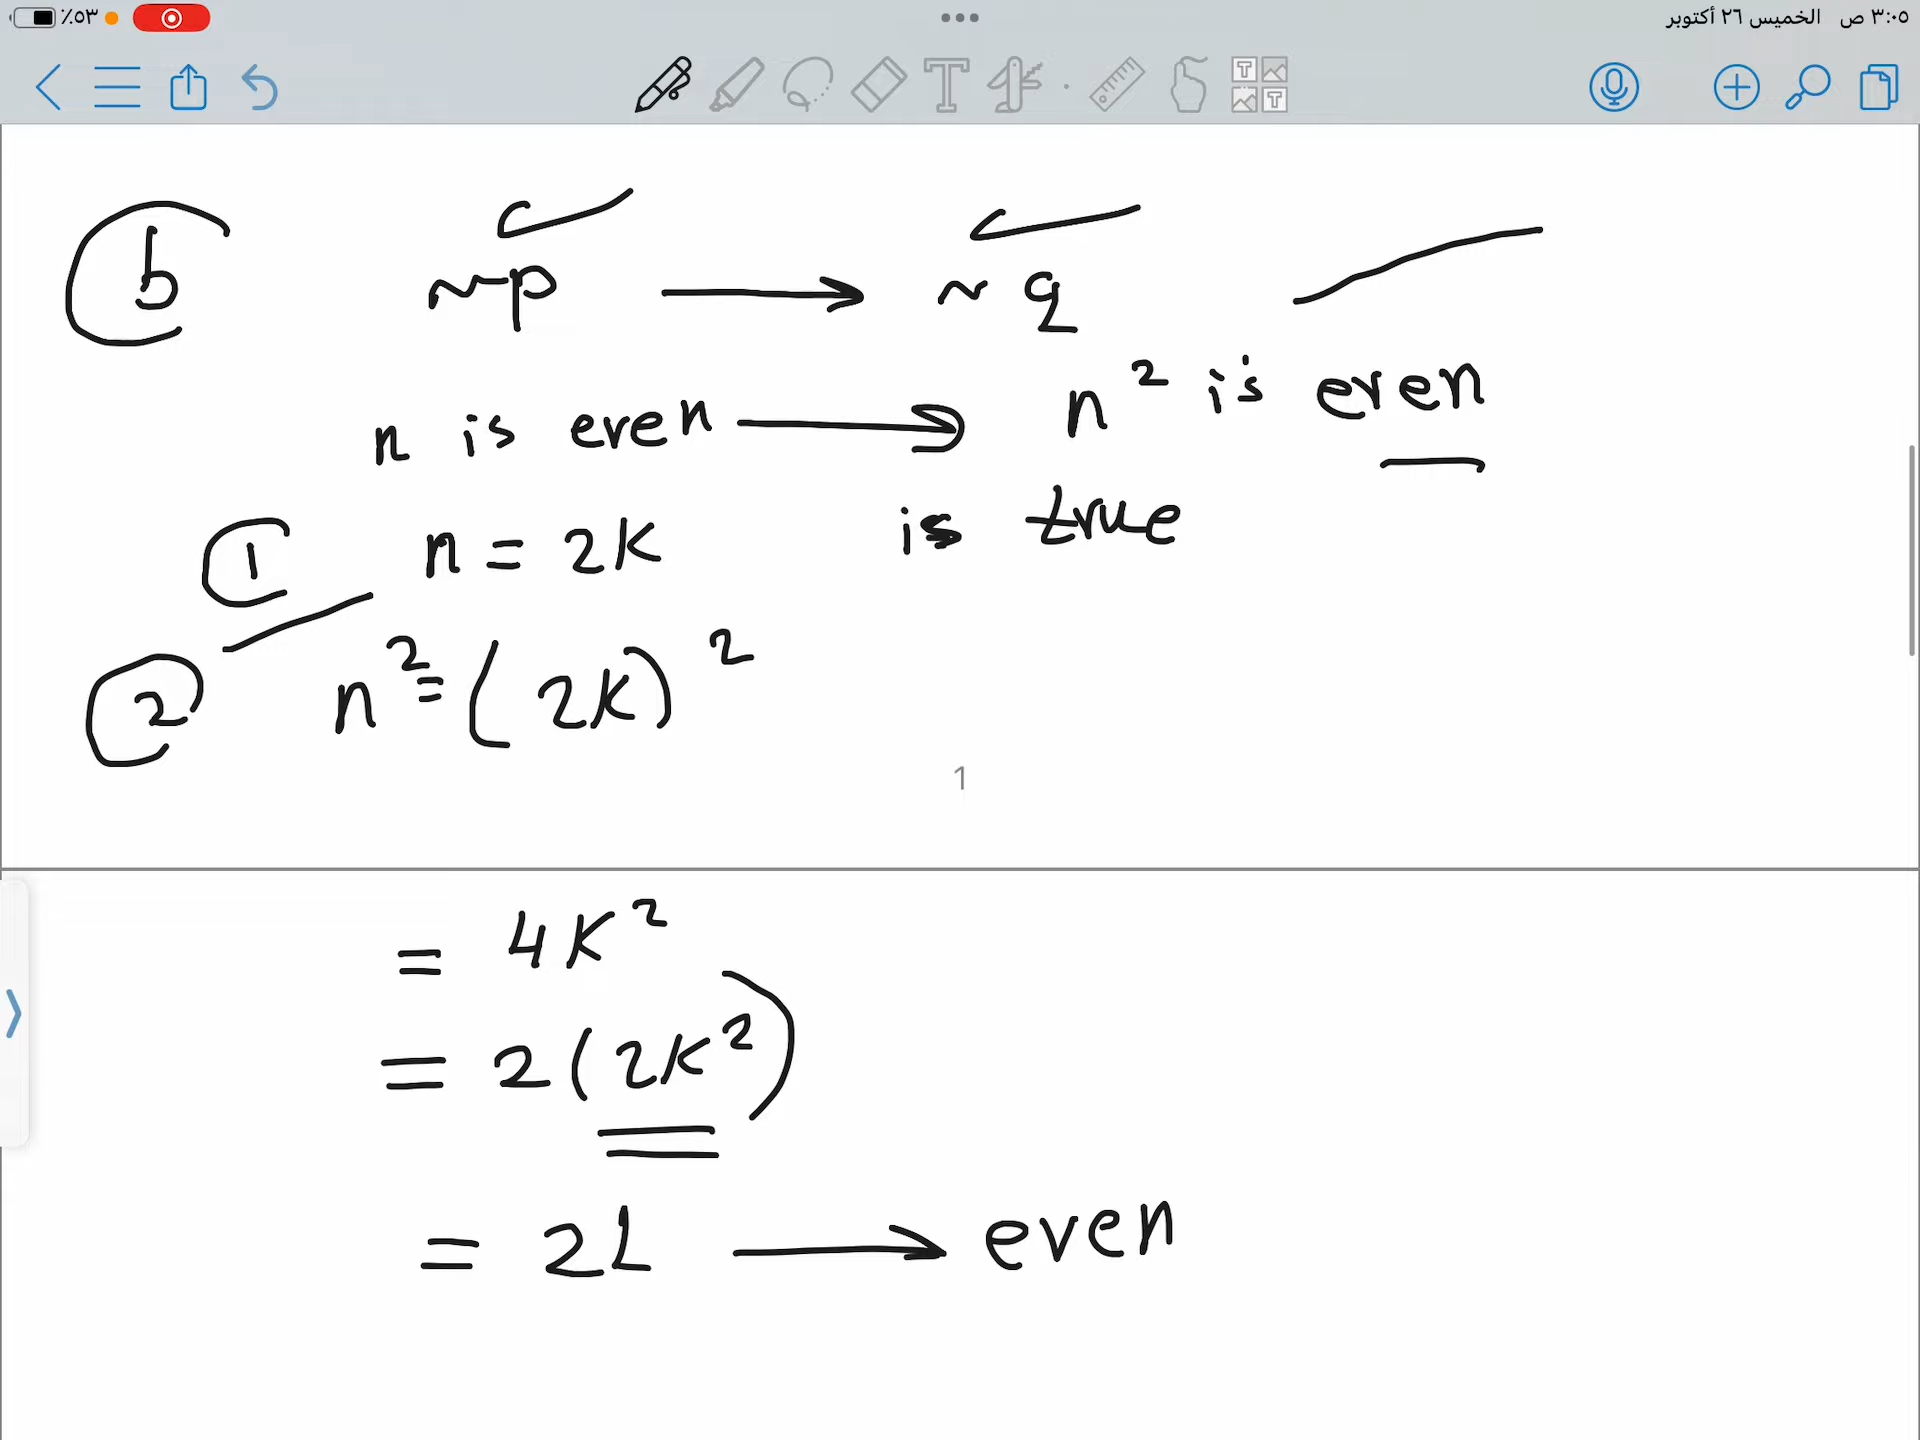 ٪٥٣
٣:٠٥ ص الخميس ٢٦ أكتوبر
b ~p → ~q
n is even → n² is even
is true
① n = 2K
② n² = (2K)²
1
= 4K²
= 2(2K²)
= 2L → even